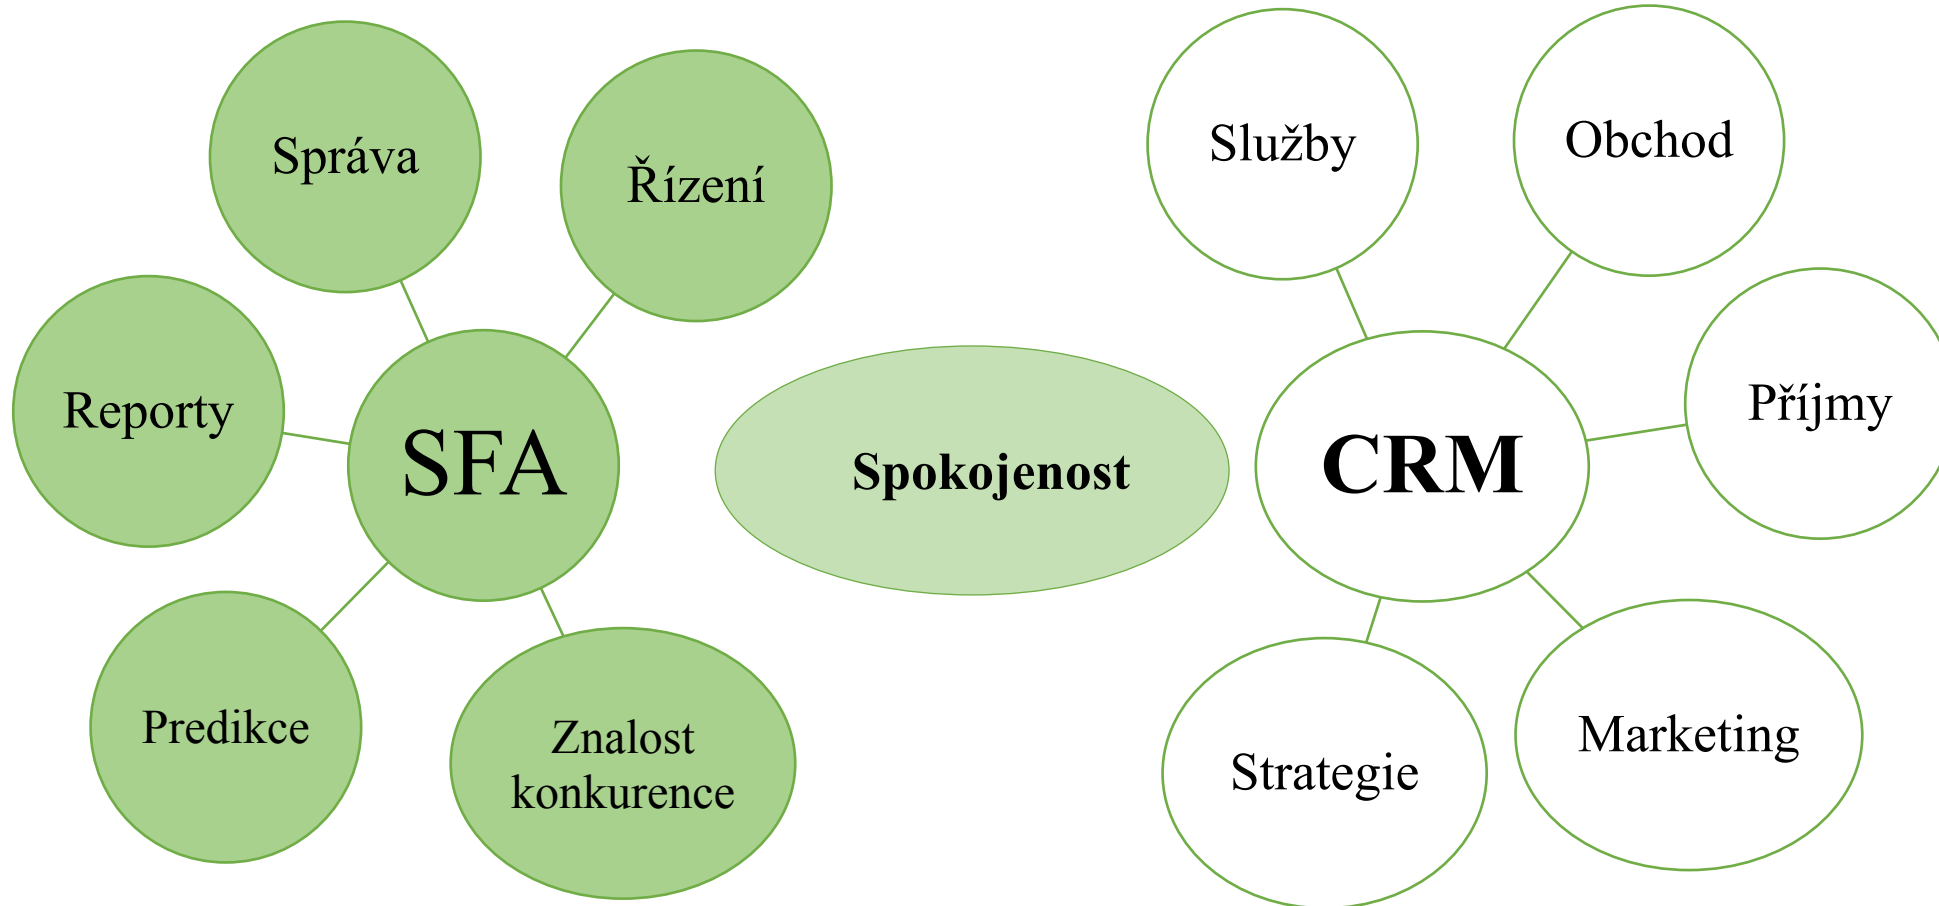 Správa
Řízení
Reporty
SFA
Predikce
Znalost
konkurence
Spokojenost
Služby
Obchod
Příjmy
CRM
Strategie
Marketing